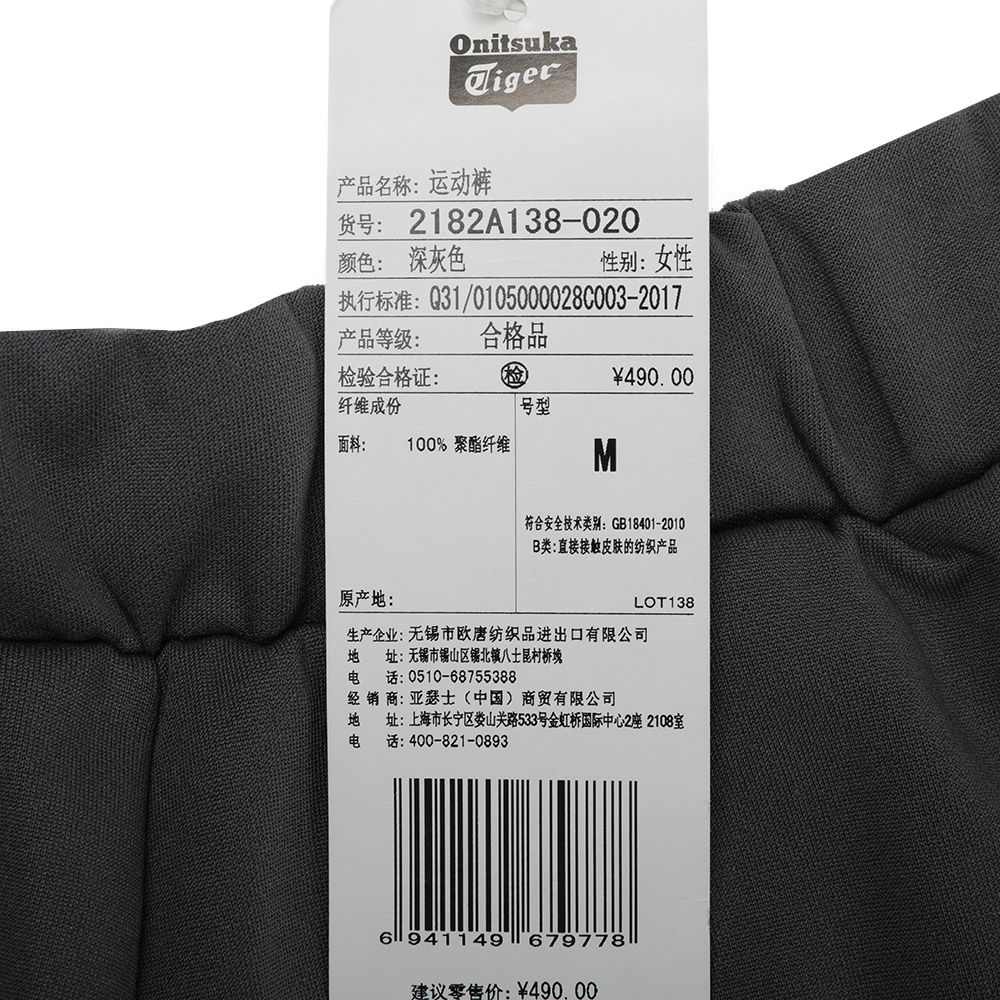 Onitsuka
Tiger
产品名称: 运动裤
货号: 2182A138-020
颜色: 深灰色 性别: 女性
执行标准: Q31/0105000028C003-2017
产品等级: 合格品
检验合格证: 检 ¥490.00
纤维成份 号型
面料: 100% 聚酯纤维
M
符合安全技术类别: GB18401-2010
B类:直接接触皮肤的纺织产品
原产地: LOT138
生产企业: 无锡市欧唐纺织品进出口有限公司
地 址: 无锡市锡山区锡北镇八士昆村桥堍
电 话: 0510-68755388
经 销 商: 亚瑟士（中国）商贸有限公司
地 址: 上海市长宁区娄山关路533号金虹桥国际中心2座 2108室
电 话: 400-821-0893
6 941149 679778
建议零售价: ¥490.00